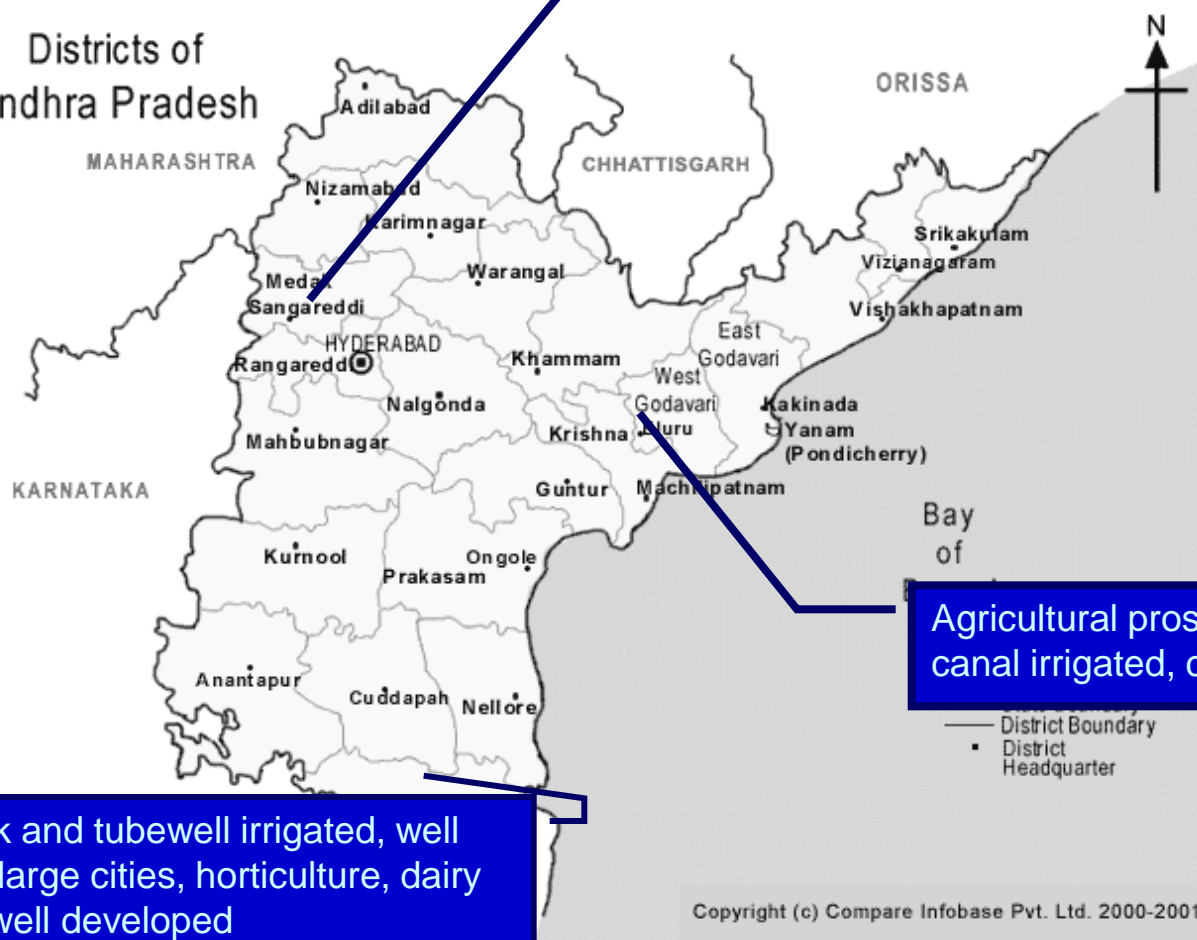 Districts of
ndhra Pradesh
N
ORISSA
MAHARASHTRA
CHHATTISGARH
Adilabad
Nizamabad
Karimnagar
Warangal
Medak
Sangareddi
HYDERABAD
Rangareddi
Nalgonda
Mahbubnagar
Khammam
East
Godavari
West
Godavari
Eluru
Krishna
Srikakulam
Vizianagaram
Vishakhapatnam
Kakinada
Yanam
(Pondicherry)
KARNATAKA
Guntur
Machlipatnam
Bay
of
Kurnool
Ongole
Prakasam
Anantapur
Cuddapah
Nellore
Agricultural pros
canal irrigated,
State Boundary
District Boundary
District
Headquarter
k and tubewell irrigated, well
large cities, horticulture, dairy
well developed
Copyright (c) Compare Infobase Pvt. Ltd. 2000-2001